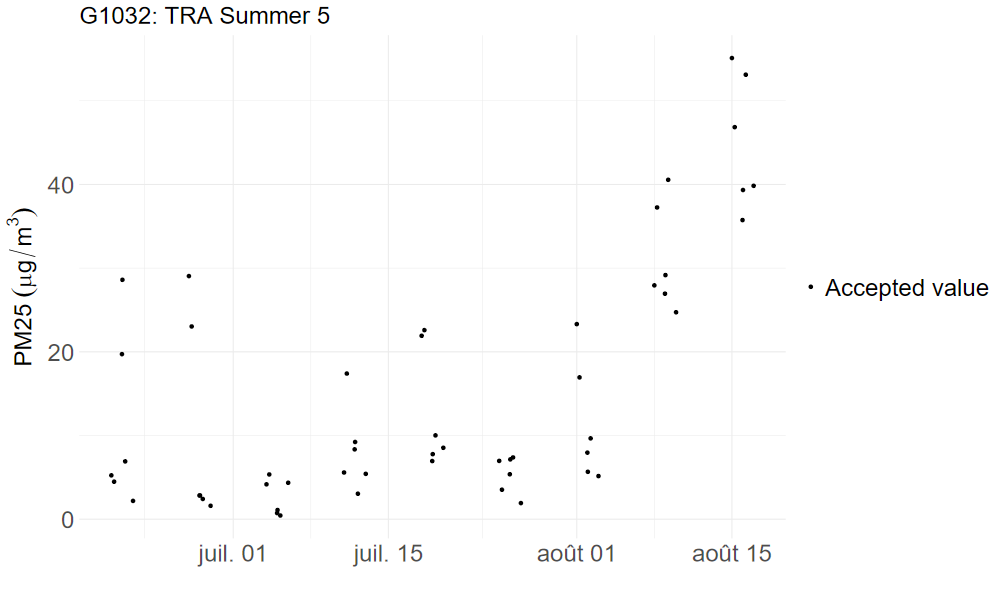 G1032: TRA Summer 5
PM25 (μg/m³)
40
20
0
juil. 01
juil. 15
août 01
août 15
Accepted value